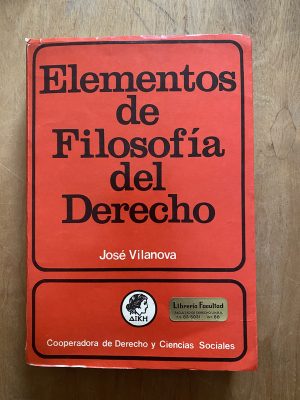 Elementos
de
Filosofía
del
Derecho
José Vilanova
ΔΙΚΗ
Librería Facultad
Cooperadora de Derecho y Ciencias Sociales